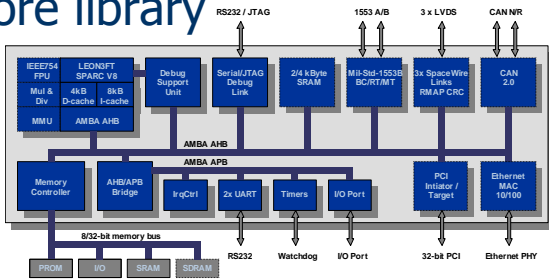 ore library
RS232 / JTAG
1553 A/B
3 x LVDS
CAN N/R
IEEE754
FPU
LEON3FT
SPARC V8
Mul &
Div
4kB
D-cache
8kB
I-cache
MMU
AMBA AHB
Debug
Support
Unit
Serial/JTAG
Debug
Link
2/4 kByte
SRAM
Mil-Std-1553B
BC/RT/MT
3x SpaceWire
Links
RMAP CRC
CAN
2.0
AMBA AHB
AMBA APB
Memory
Controller
AHB/APB
Bridge
IrqCtrl
2x UART
Timers
I/O Port
PCI
Intiator /
Target
Ethernet
MAC
10/100
8/32-bit memory bus
RS232
Watchdog
I/O Port
32-bit PCI
Ethernet PHY
PROM
I/O
SRAM
SDRAM